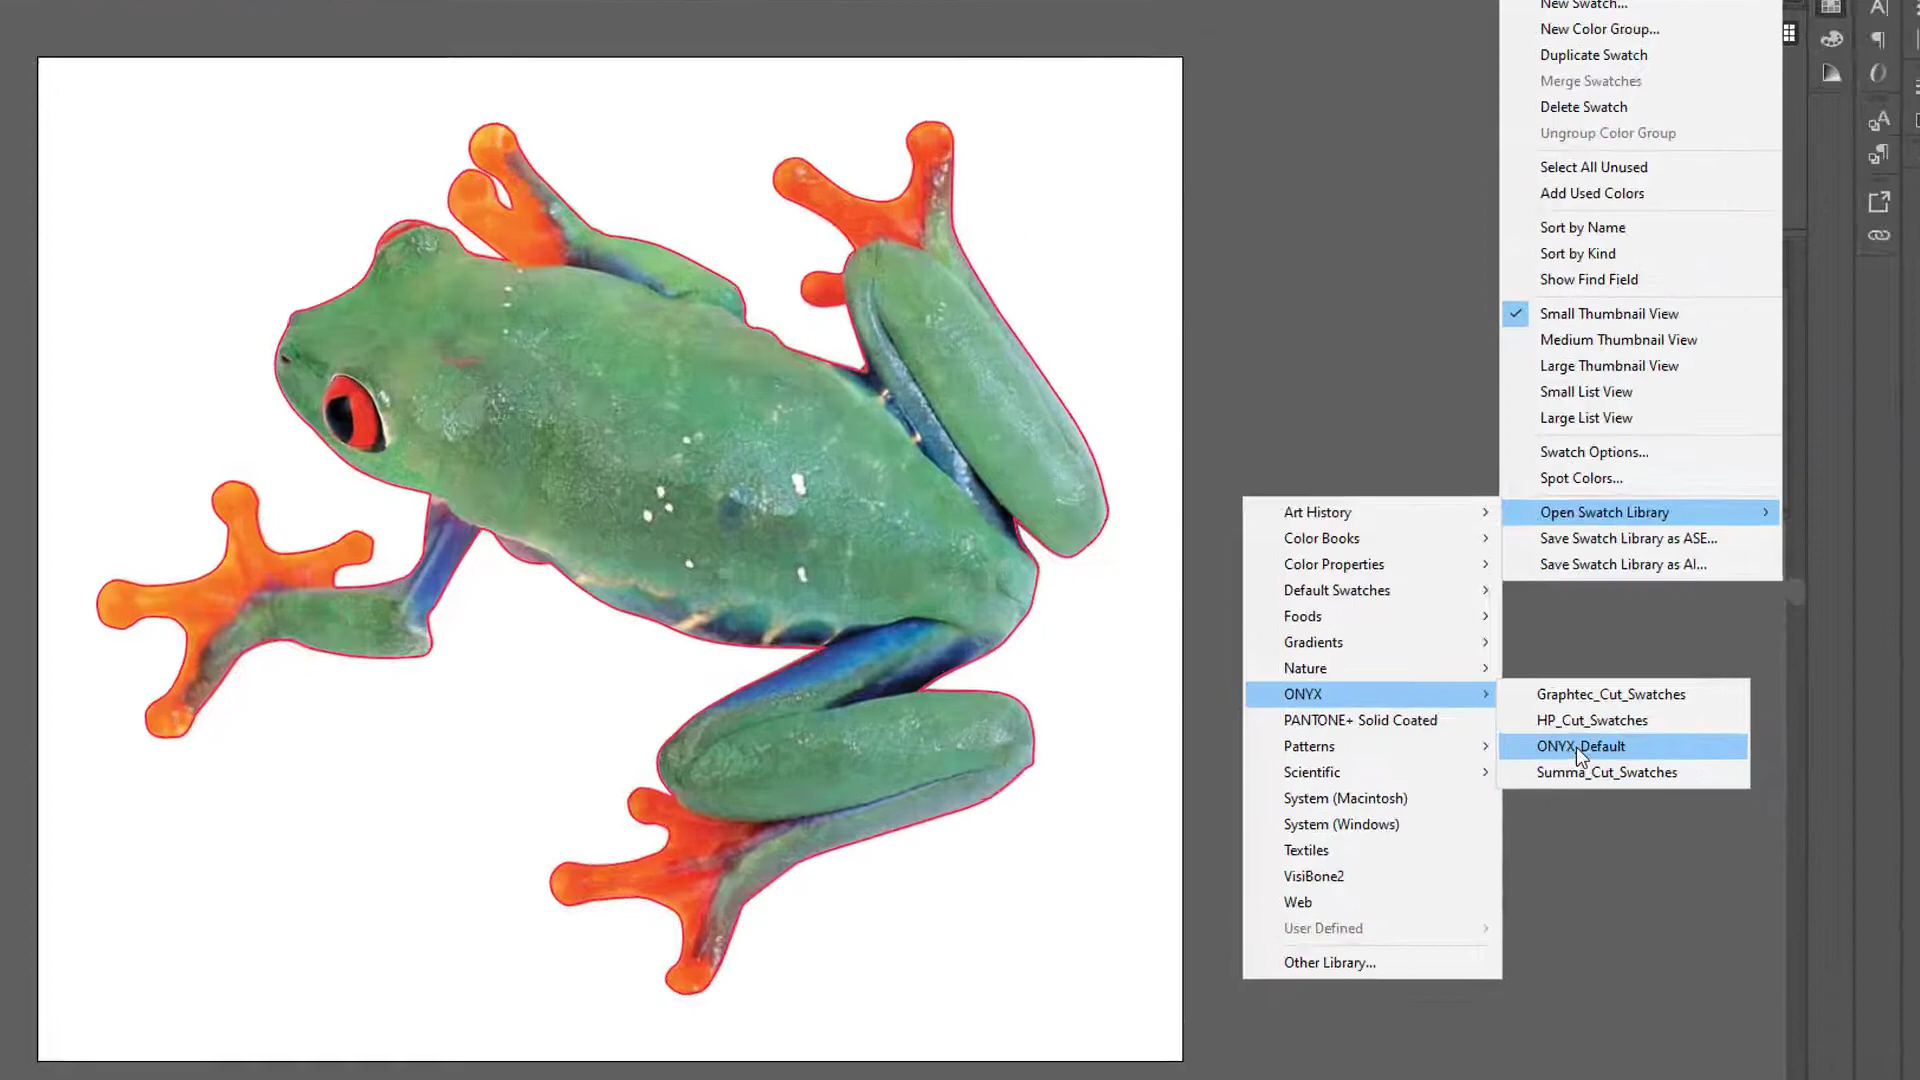 New Swatch...
New Color Group...
Duplicate Swatch
Merge Swatches
Delete Swatch
Ungroup Color Group
Select All Unused
Add Used Colors
Sort by Name
Sort by Kind
Show Find Field
Small Thumbnail View
Medium Thumbnail View
Large Thumbnail View
Small List View
Large List View
Swatch Options...
Spot Colors...
Open Swatch Library
Save Swatch Library as ASE...
Save Swatch Library as AI...
Art History
Color Books
Color Properties
Default Swatches
Foods
Gradients
Nature
ONYX
PANTONE+ Solid Coated
Patterns
Scientific
System (Macintosh)
System (Windows)
Textiles
VisiBone2
Web
User Defined
Other Library...
Graphtec_Cut_Swatches
HP_Cut_Swatches
ONYX_Default
Summa_Cut_Swatches